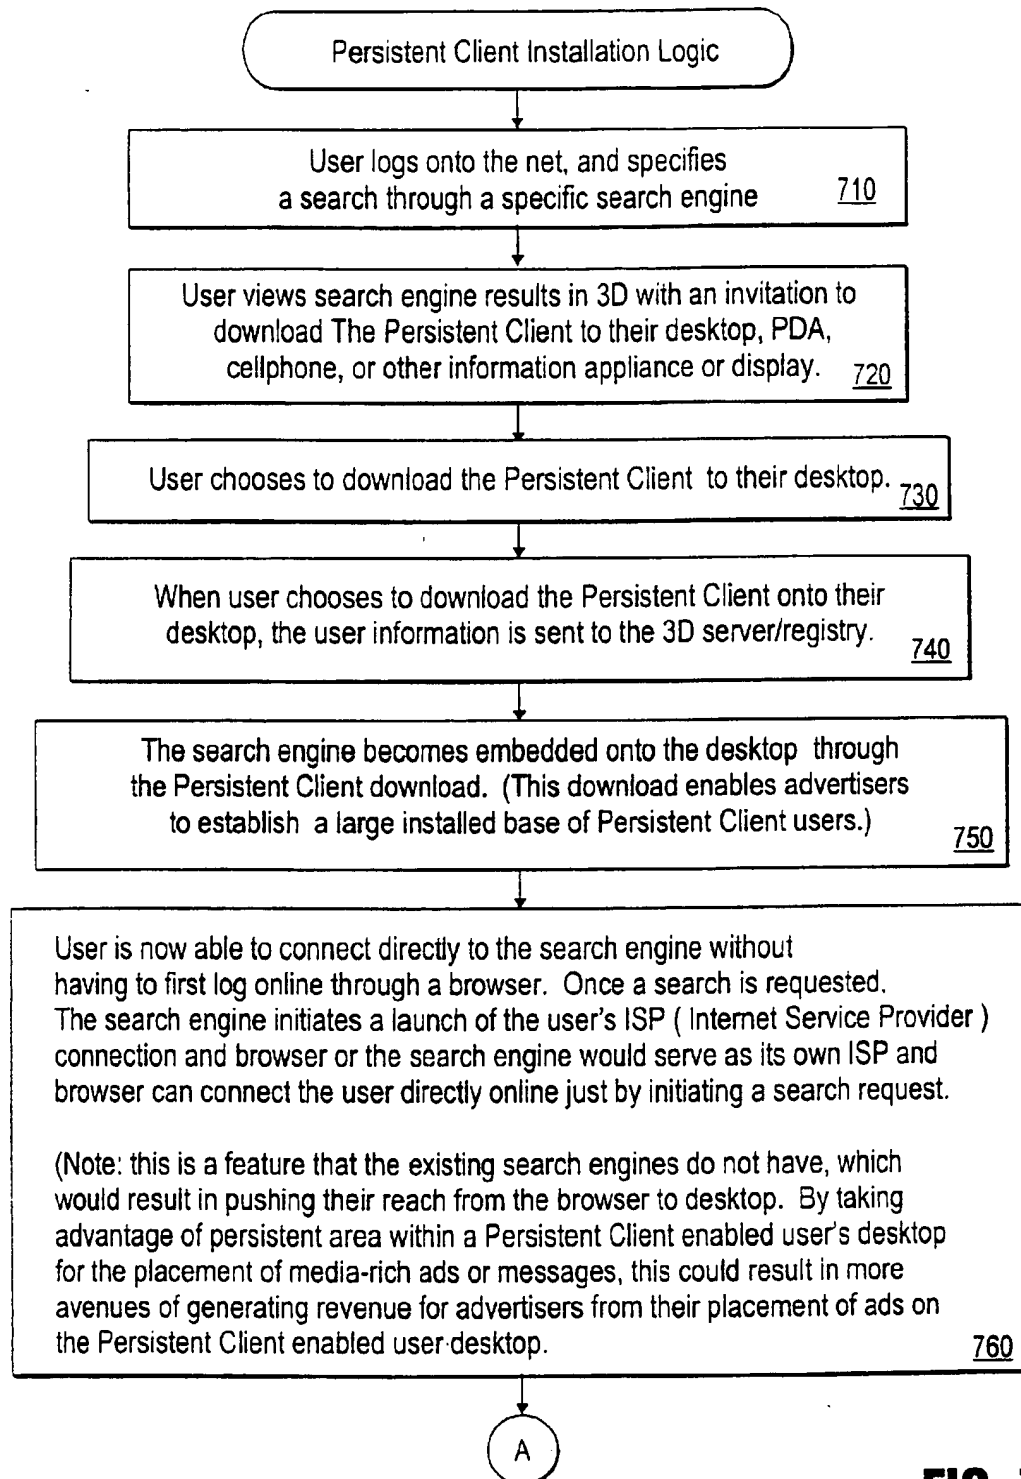 Persistent Client Installation Logic
User logs onto the net, and specifies
a search through a specific search engine
710
User views search engine results in 3D with an invitation to
download The Persistent Client to their desktop, PDA,
cellphone, or other information appliance or display.
720
User chooses to download the Persistent Client to their desktop.
730
When user chooses to download the Persistent Client onto their
desktop, the user information is sent to the 3D server/registry.
740
The search engine becomes embedded onto the desktop through
the Persistent Client download. (This download enables advertisers
to establish a large installed base of Persistent Client users.)
750
User is now able to connect directly to the search engine without
having to first log online through a browser. Once a search is requested.
The search engine initiates a launch of the user's ISP ( Internet Service Provider )
connection and browser or the search engine would serve as its own ISP and
browser can connect the user directly online just by initiating a search request.
(Note: this is a feature that the existing search engines do not have, which
would result in pushing their reach from the browser to desktop. By taking
advantage of persistent area within a Persistent Client enabled user's desktop
for the placement of media-rich ads or messages, this could result in more
avenues of generating revenue for advertisers from their placement of ads on
the Persistent Client enabled user desktop.
760
A
FIG.